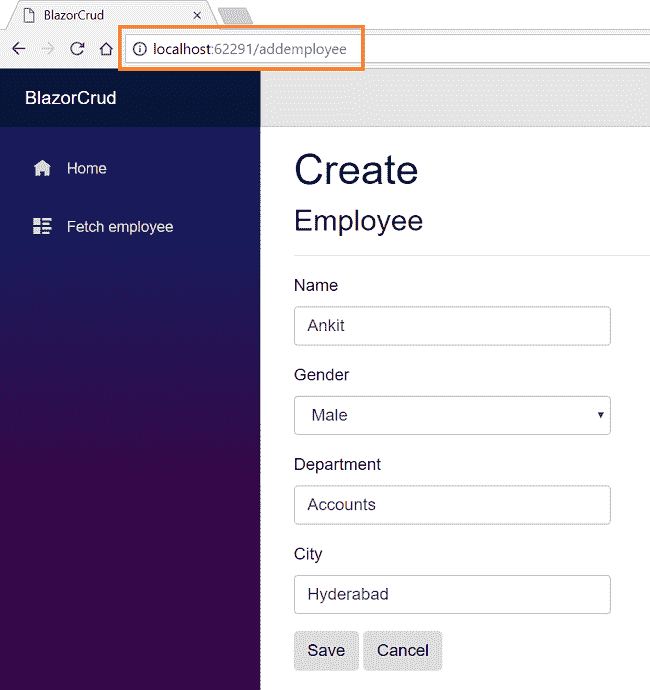 BlazorCrud
localhost:62291/addemployee
BlazorCrud
Home
Fetch employee
Create
Employee
Name
Ankit
Gender
Male
Department
Accounts
City
Hyderabad
Save Cancel